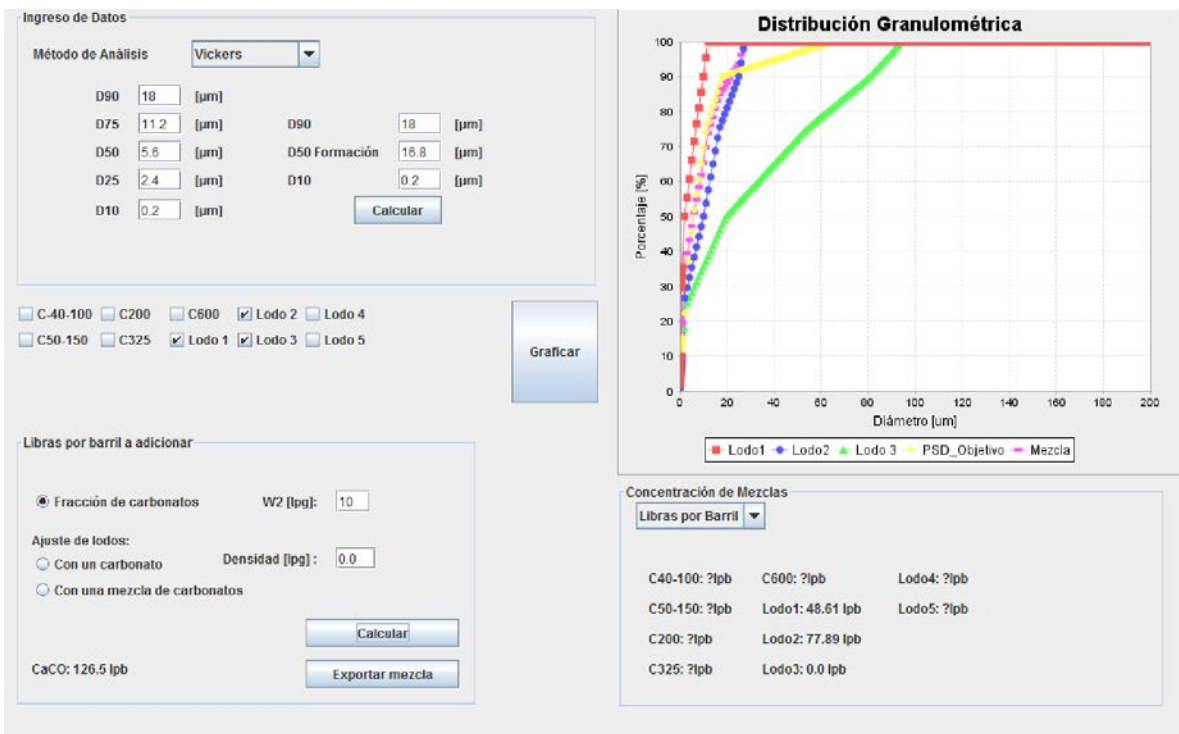 Ingreso de Datos
Método de Análisis Vickers
D90 18 [µm]
D75 11.2 [µm] D90 18 [µm]
D50 5.6 [µm] D50 Formación 16.8 [µm]
D25 2.4 [µm] D10 0.2 [µm]
D10 0.2 [µm] Calcular
C-40-100 C200 C600 Lodo 2 Lodo 4
C50-150 C325 Lodo 1 Lodo 3 Lodo 5
Graficar
Libras por barril a adicionar
Fracción de carbonatos W2 [lpg]: 10
Ajuste de lodos:
Con un carbonato Densidad [lpg] : 0.0
Con una mezcla de carbonatos
Calcular
CaCO: 126.5 lpb Exportar mezcla
Distribución Granulométrica
Porcentaje [%]
100
90
80
70
60
50
40
30
20
10
0
0 20 40 60 80 100 120 140 160 180 200
Diámetro [um]
Lodo1 Lodo2 Lodo 3 PSD_Objetivo Mezcla
Concentración de Mezclas
Libras por Barril
C40-100: ?lpb C600: ?lpb Lodo4: ?lpb
C50-150: ?lpb Lodo1: 48.61 lpb Lodo5: ?lpb
C200: ?lpb Lodo2: 77.89 lpb
C325: ?lpb Lodo3: 0.0 lpb